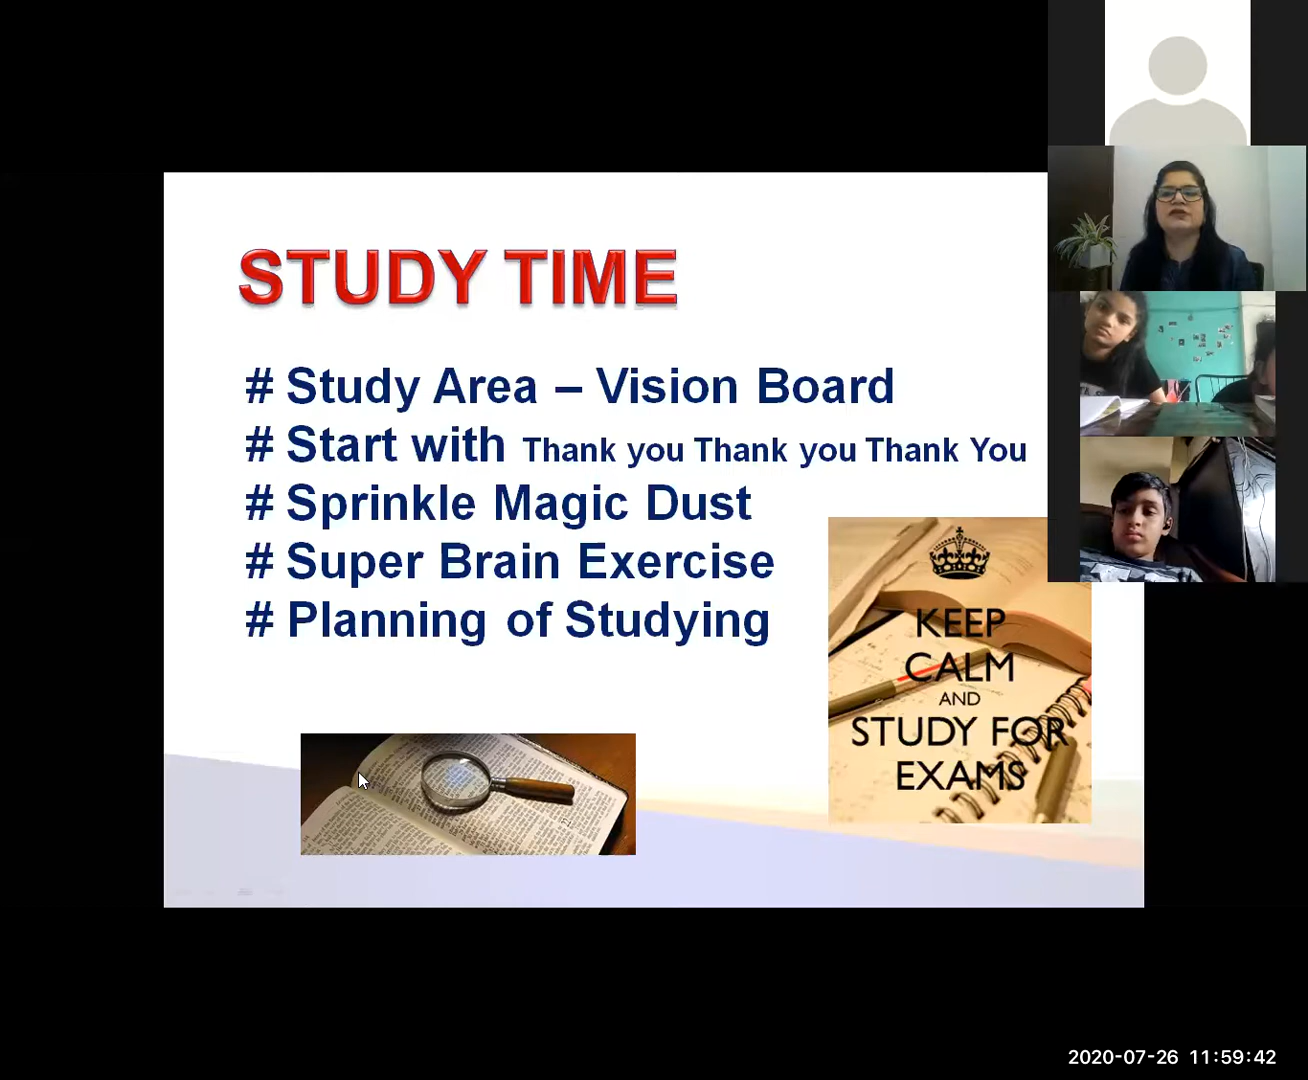 STUDY TIME
# Study Area – Vision Board
# Start with Thank you Thank you Thank You
# Sprinkle Magic Dust
# Super Brain Exercise
# Planning of Studying
KEEP
CALM
AND
STUDY FOR
EXAMS
2020-07-26 11:59:42